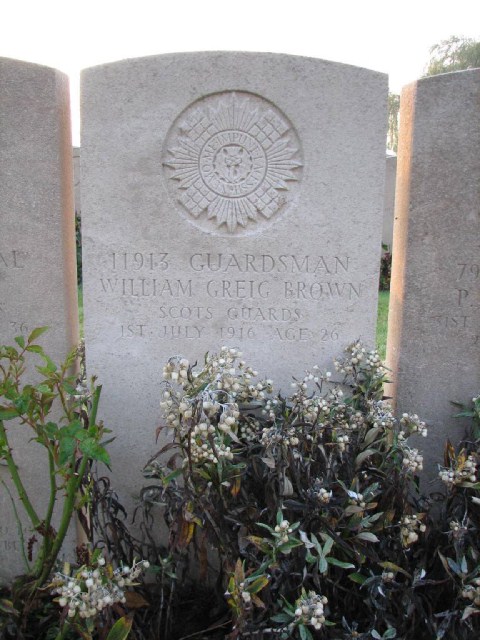 11913 GUARDSMAN
WILLIAM GREIG BROWN
SCOTS GUARDS
1ST JULY 1916 AGE 26